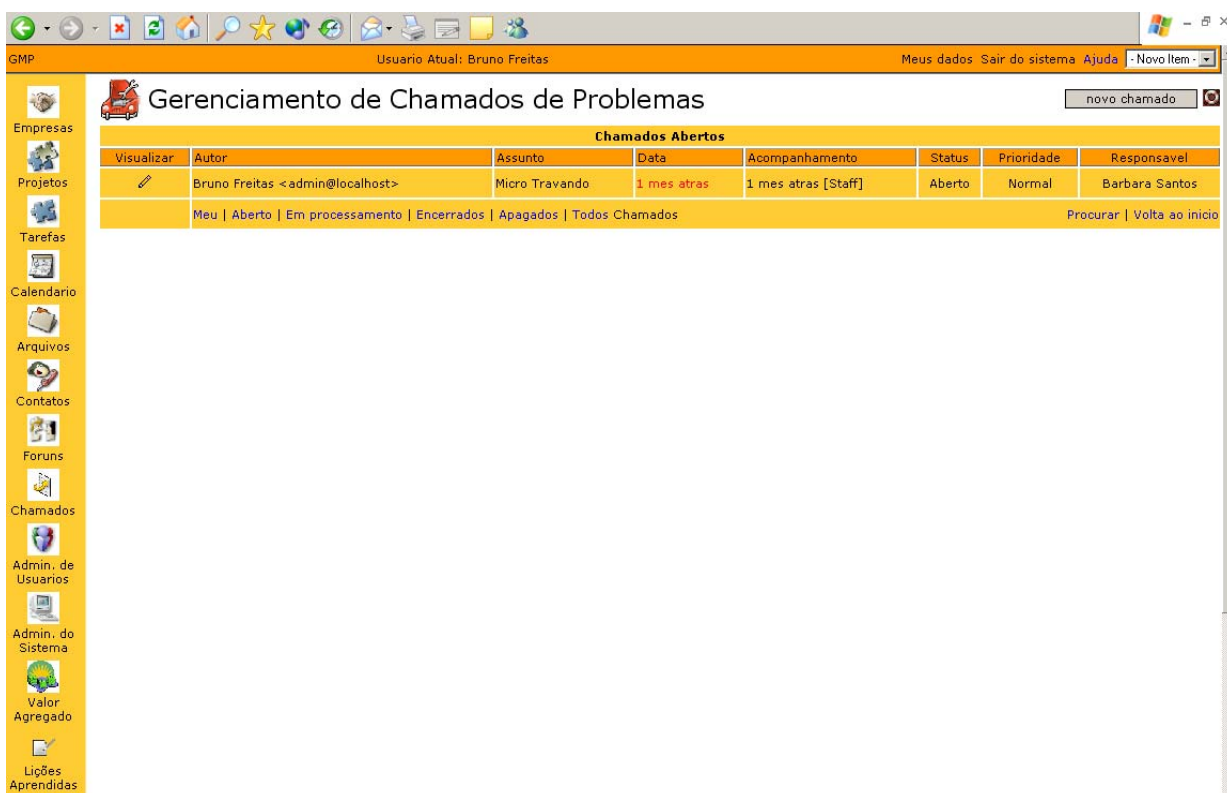 GMP Usuario Atual: Bruno Freitas Meus dados Sair do sistema Ajuda - Novo Item -
Gerenciamento de Chamados de Problemas novo chamado
Chamados Abertos
Visualizar Autor Assunto Data Acompanhamento Status Prioridade Responsavel
Bruno Freitas <admin@localhost> Micro Travando 1 mes atras 1 mes atras [Staff] Aberto Normal Barbara Santos
Meu | Aberto | Em processamento | Encerrados | Apagados | Todos Chamados Procurar | Volta ao inicio
Empresas
Projetos
Tarefas
Calendario
Arquivos
Contatos
Foruns
Chamados
Admin. de
Usuarios
Admin. do
Sistema
Valor
Agregado
Lições
Aprendidas